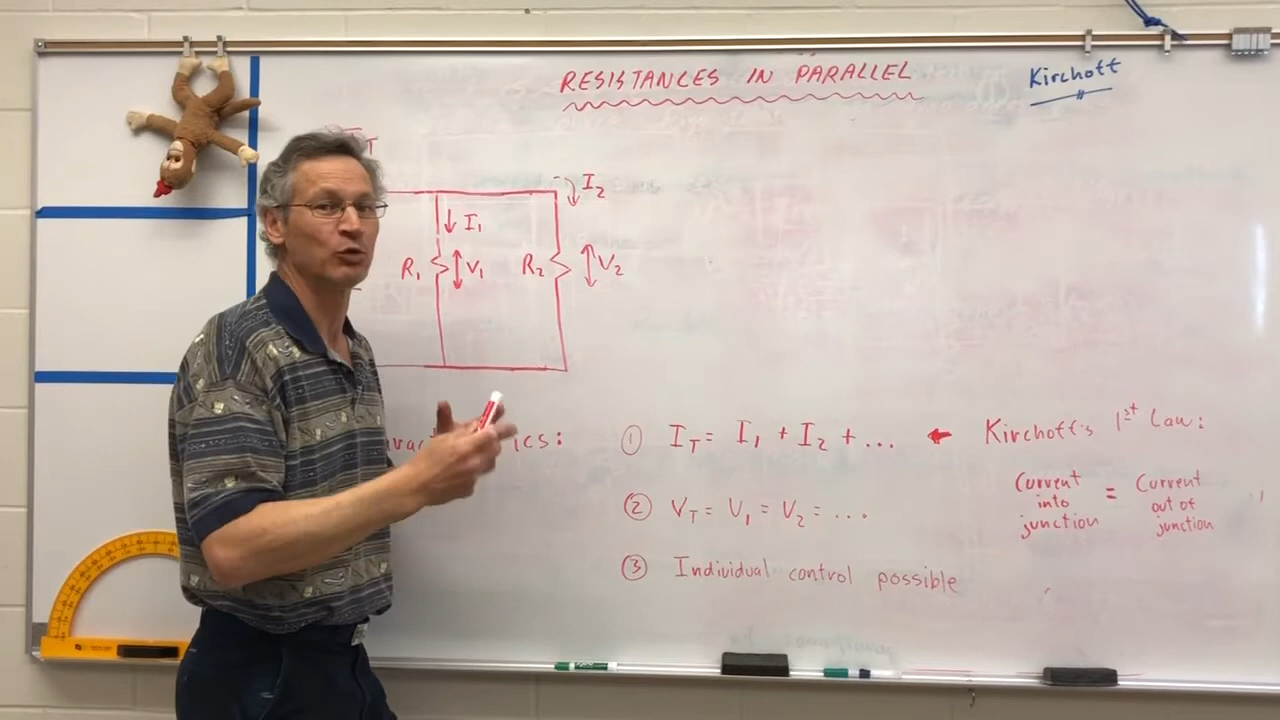 RESISTANCES IN PARALLEL
Kirchoff
I2
I1
R1 V1 R2 V2
① IT = I1 + I2 + ... Kirchoff's 1st Law:
② VT = V1 = V2 = ...
Current into junction = Current out of junction
③ Individual control possible